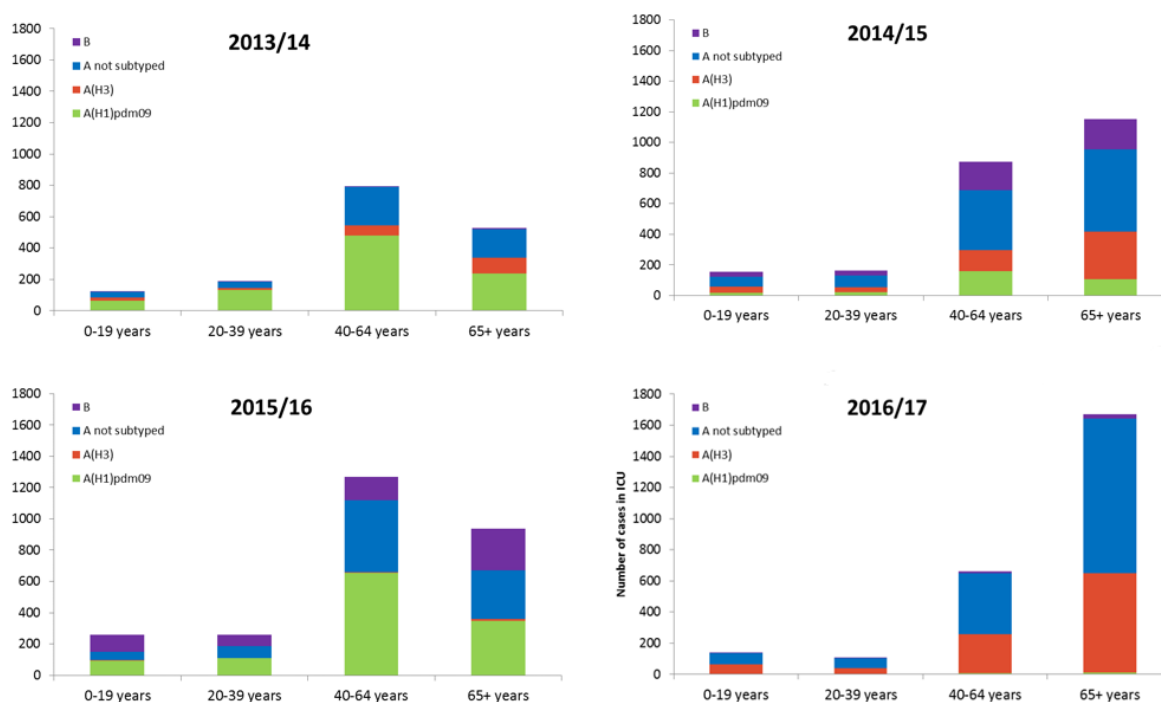 2013/14
B
A not subtyped
A(H3)
A(H1)pdm09
1800
1600
1400
1200
1000
800
600
400
200
0
0-19 years 20-39 years 40-64 years 65+ years
2014/15
B
A not subtyped
A(H3)
A(H1)pdm09
1800
1600
1400
1200
1000
800
600
400
200
0
0-19 years 20-39 years 40-64 years 65+ years
2015/16
B
A not subtyped
A(H3)
A(H1)pdm09
1800
1600
1400
1200
1000
800
600
400
200
0
0-19 years 20-39 years 40-64 years 65+ years
2016/17
B
A not subtyped
A(H3)
A(H1)pdm09
Number of cases in ICU
1800
1600
1400
1200
1000
800
600
400
200
0
0-19 years 20-39 years 40-64 years 65+ years